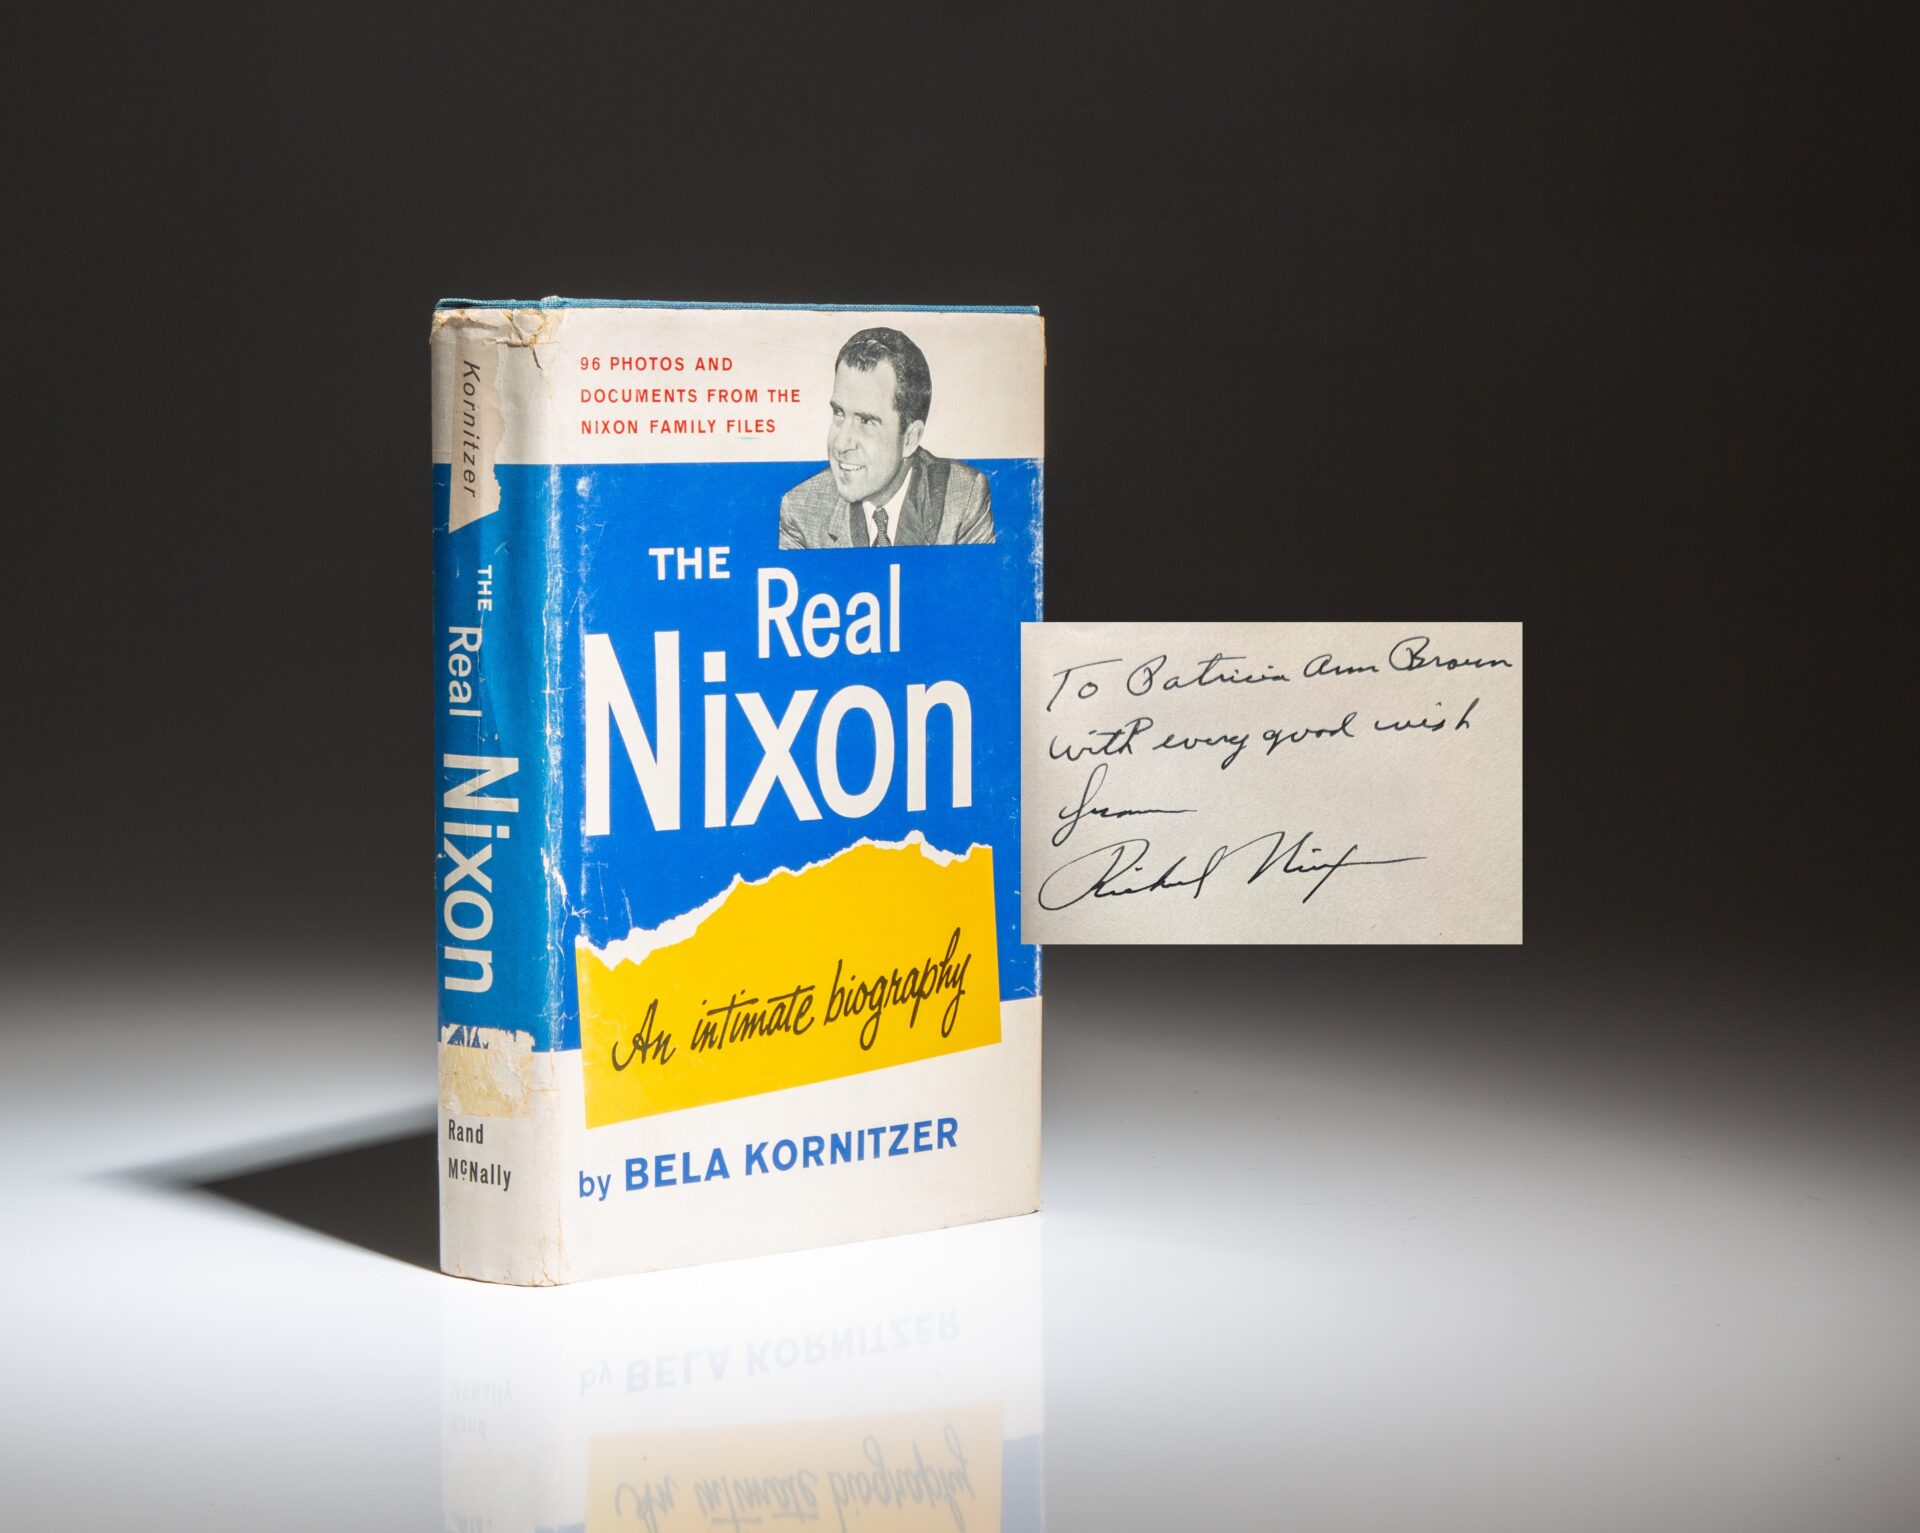 Kornitzer
THE
Real
Nixon
Rand
McNally
96 PHOTOS AND
DOCUMENTS FROM THE
NIXON FAMILY FILES
THE
Real
Nixon
An intimate biography
by BELA KORNITZER
To Patricia Ann Brown
with every good wish
from
Richard Nixon